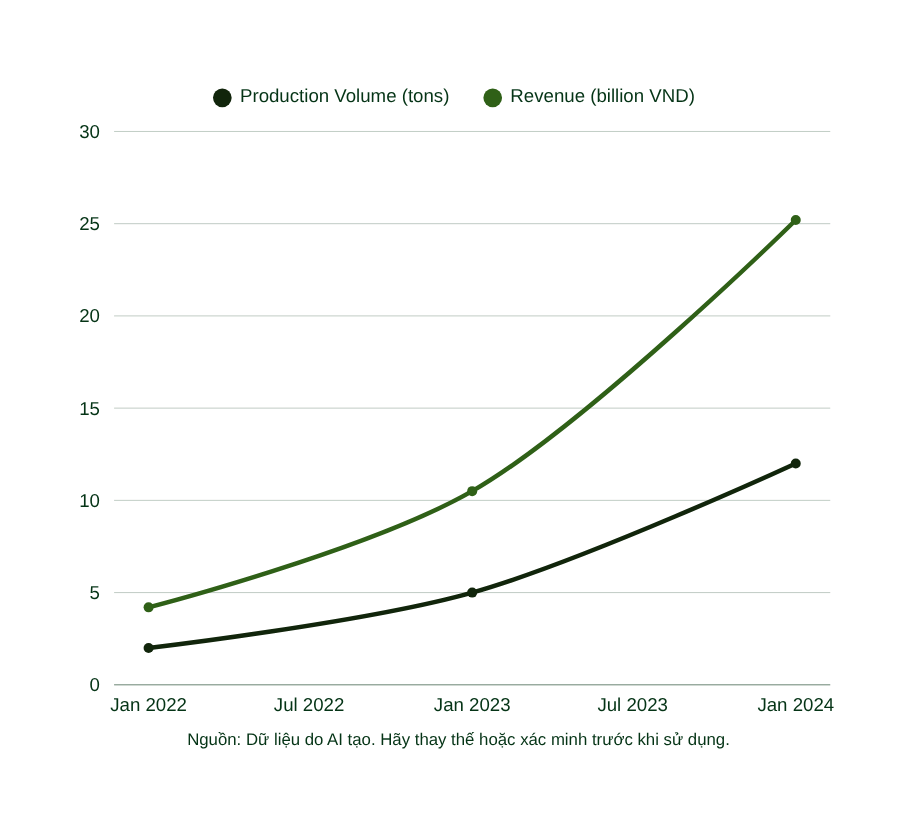 Production Volume (tons) Revenue (billion VND)
30
25
20
15
10
5
0
Jan 2022 Jul 2022 Jan 2023 Jul 2023 Jan 2024
Nguồn: Dữ liệu do AI tạo. Hãy thay thế hoặc xác minh trước khi sử dụng.